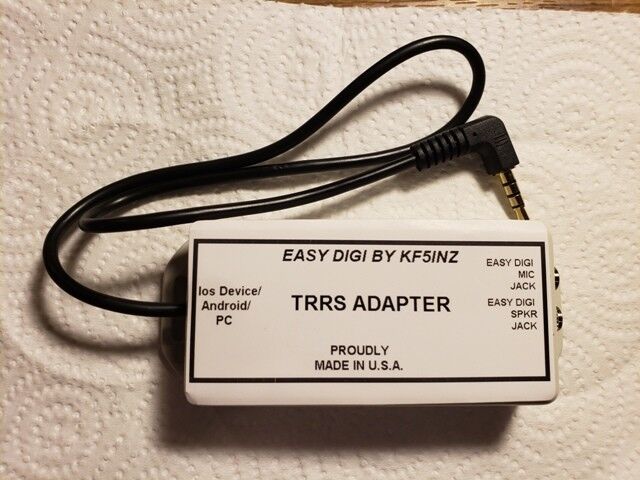 EASY DIGI BY KF5INZ
Ios Device/
Android/
PC
TRRS ADAPTER
EASY DIGI
MIC
JACK
EASY DIGI
SPKR
JACK
PROUDLY
MADE IN U.S.A.